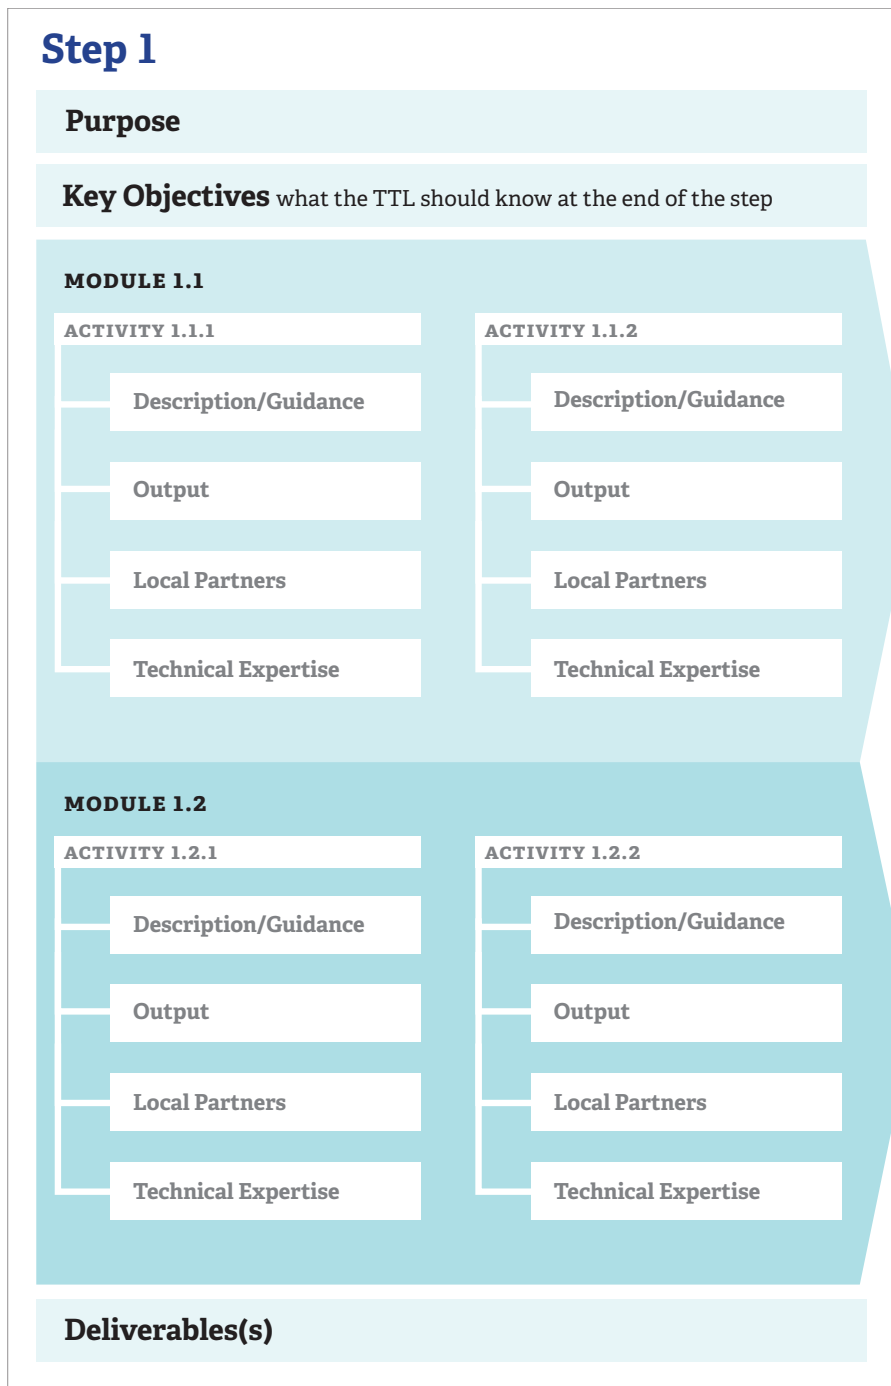 Step 1
Purpose
Key Objectives what the TTL should know at the end of the step
MODULE 1.1
ACTIVITY 1.1.1
Description/Guidance
Output
Local Partners
Technical Expertise
ACTIVITY 1.1.2
Description/Guidance
Output
Local Partners
Technical Expertise
MODULE 1.2
ACTIVITY 1.2.1
Description/Guidance
Output
Local Partners
Technical Expertise
ACTIVITY 1.2.2
Description/Guidance
Output
Local Partners
Technical Expertise
Deliverables(s)